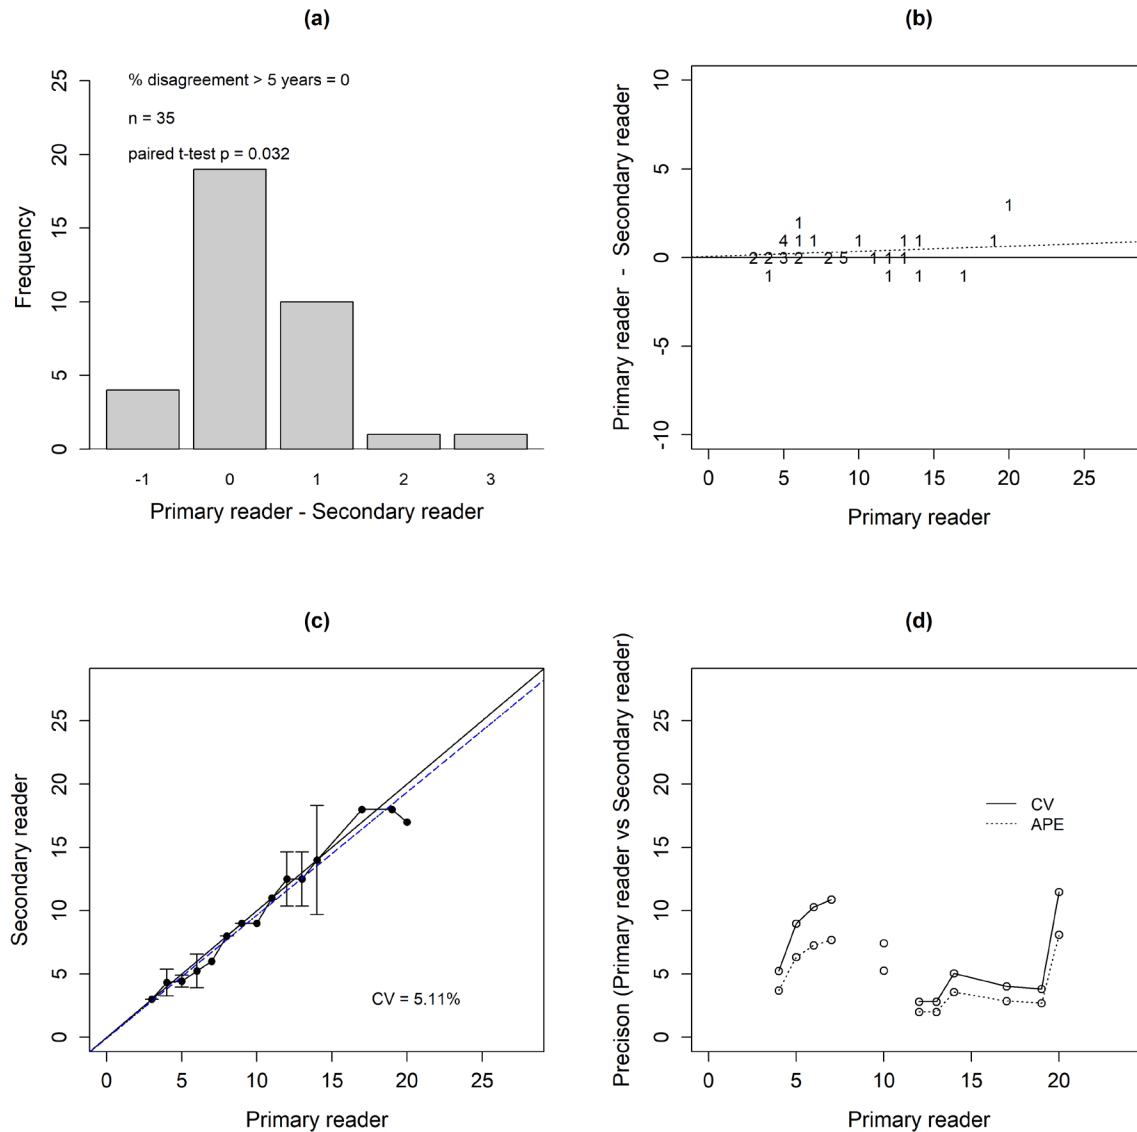 (a)
% disagreement > 5 years = 0
n = 35
paired t-test p = 0.032
Frequency
0
5
10
15
20
25
-1 0 1 2 3
Primary reader - Secondary reader
(b)
Primary reader - Secondary reader
10
5
0
-5
-10
1
1
4 1 1 1 1 1 1
2 2 3 2 2 5 1 1 1
1 1 1 1
0 5 10 15 20 25
Primary reader
(c)
Secondary reader
0
5
10
15
20
25
CV = 5.11%
0 5 10 15 20 25
Primary reader
(d)
Precison (Primary reader vs Secondary reader)
0
5
10
15
20
25
CV
APE
0 5 10 15 20
Primary reader